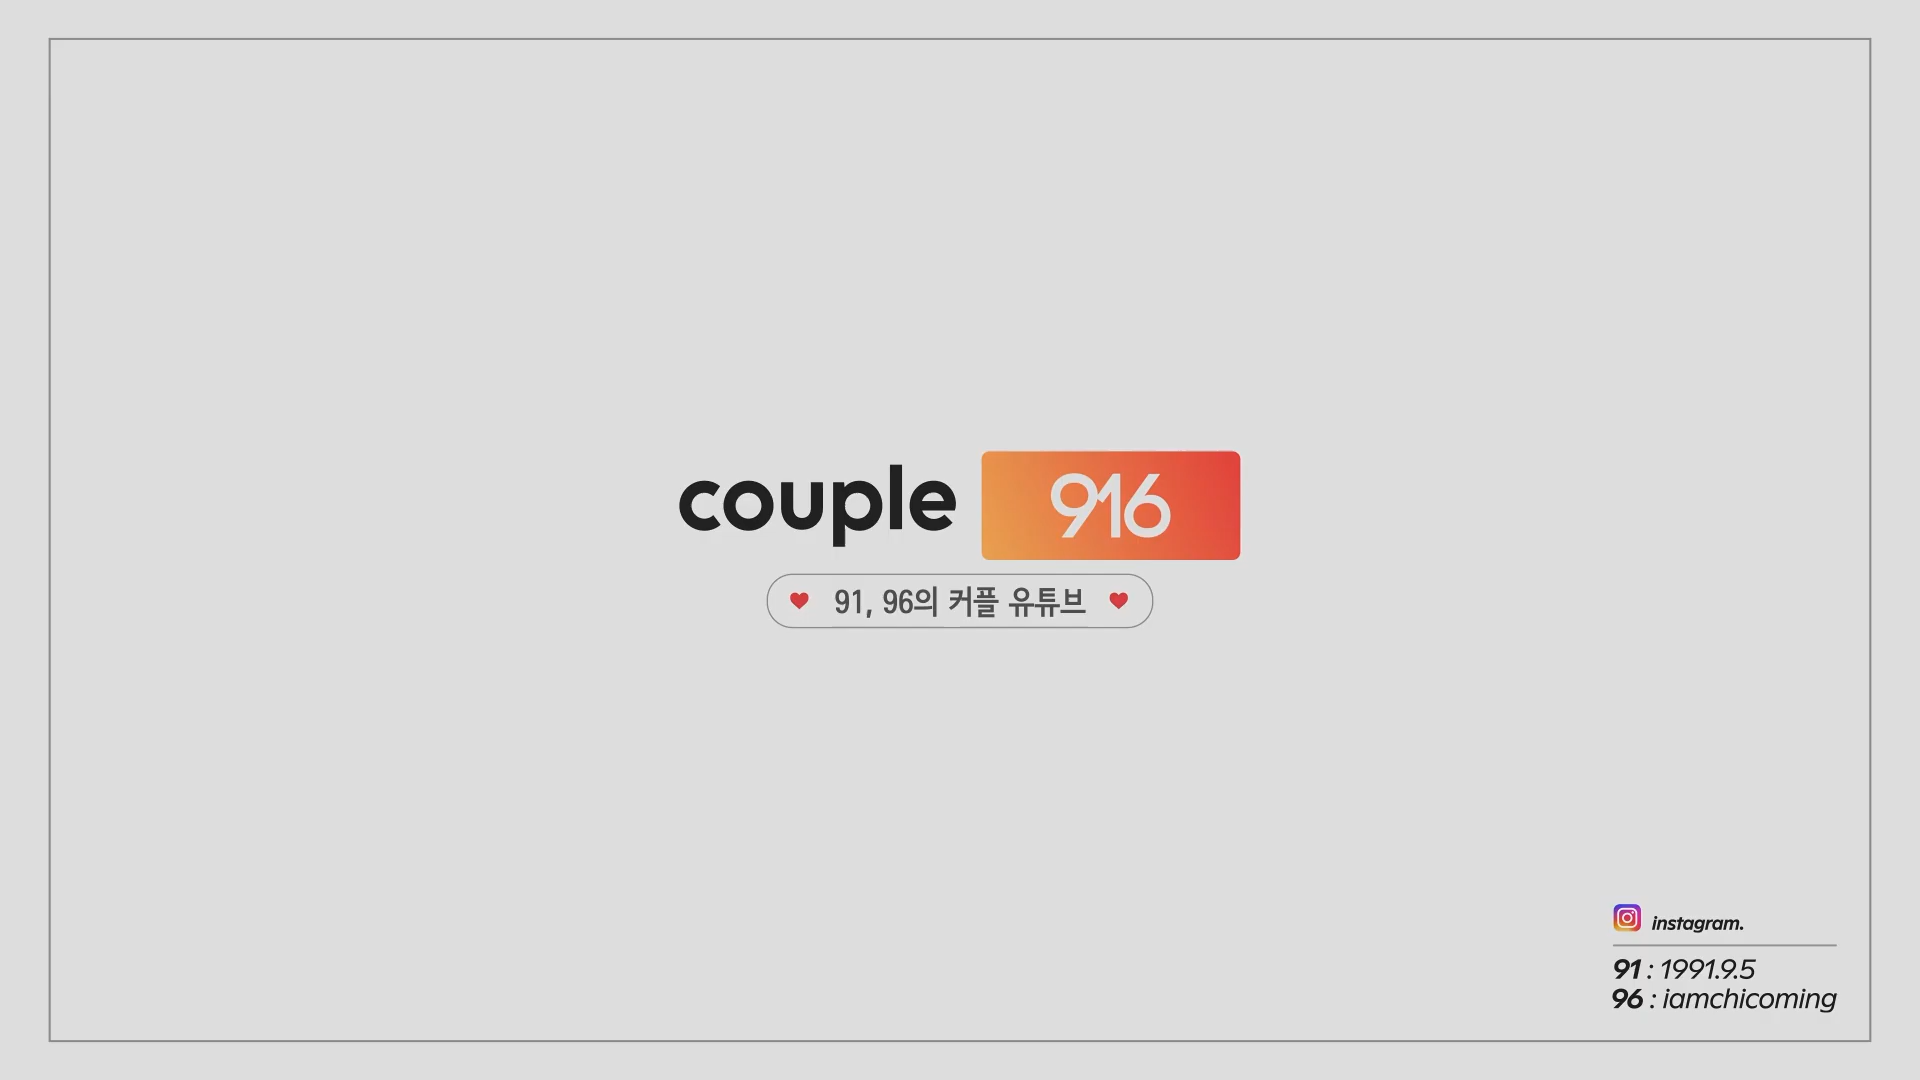 couple 916
91, 96의 커플 유튜브
instagram.
91 : 1991.9.5
96 : iamchicoming